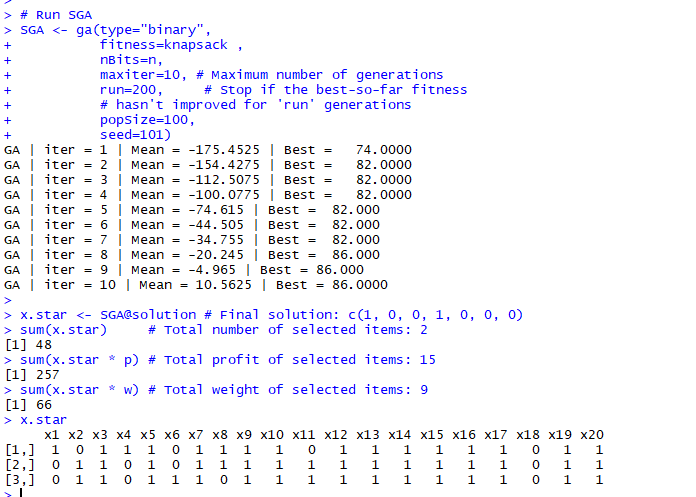 >
> # Run SGA
> SGA <- ga(type="binary",
+           fitness=knapsack ,
+           nBits=n,
+           maxiter=10, # Maximum number of generations
+           run=200,     # Stop if the best-so-far fitness
+           # hasn't improved for 'run' generations
+           popSize=100,
+           seed=101)
GA | iter = 1 | Mean = -175.4525 | Best =   74.0000
GA | iter = 2 | Mean = -154.4275 | Best =   82.0000
GA | iter = 3 | Mean = -112.5075 | Best =   82.0000
GA | iter = 4 | Mean = -100.0775 | Best =   82.0000
GA | iter = 5 | Mean = -74.615 | Best =  82.000
GA | iter = 6 | Mean = -44.505 | Best =  82.000
GA | iter = 7 | Mean = -34.755 | Best =  82.000
GA | iter = 8 | Mean = -20.245 | Best =  86.000
GA | iter = 9 | Mean = -4.965 | Best = 86.000
GA | iter = 10 | Mean = 10.5625 | Best = 86.0000
>
> x.star <- SGA@solution # Final solution: c(1, 0, 0, 1, 0, 0, 0)
> sum(x.star)     # Total number of selected items: 2
[1] 48
> sum(x.star * p) # Total profit of selected items: 15
[1] 257
> sum(x.star * w) # Total weight of selected items: 9
[1] 66
> x.star
     x1 x2 x3 x4 x5 x6 x7 x8 x9 x10 x11 x12 x13 x14 x15 x16 x17 x18 x19 x20
[1,]  1  0  1  1  1  0  1  1  1   1   0   1   1   1   1   1   1   0   1   1
[2,]  0  1  1  0  1  0  1  1  1   1   1   1   1   1   1   1   1   0   1   1
[3,]  0  1  1  0  1  1  1  0  1   1   1   1   1   1   1   1   1   0   1   1
>